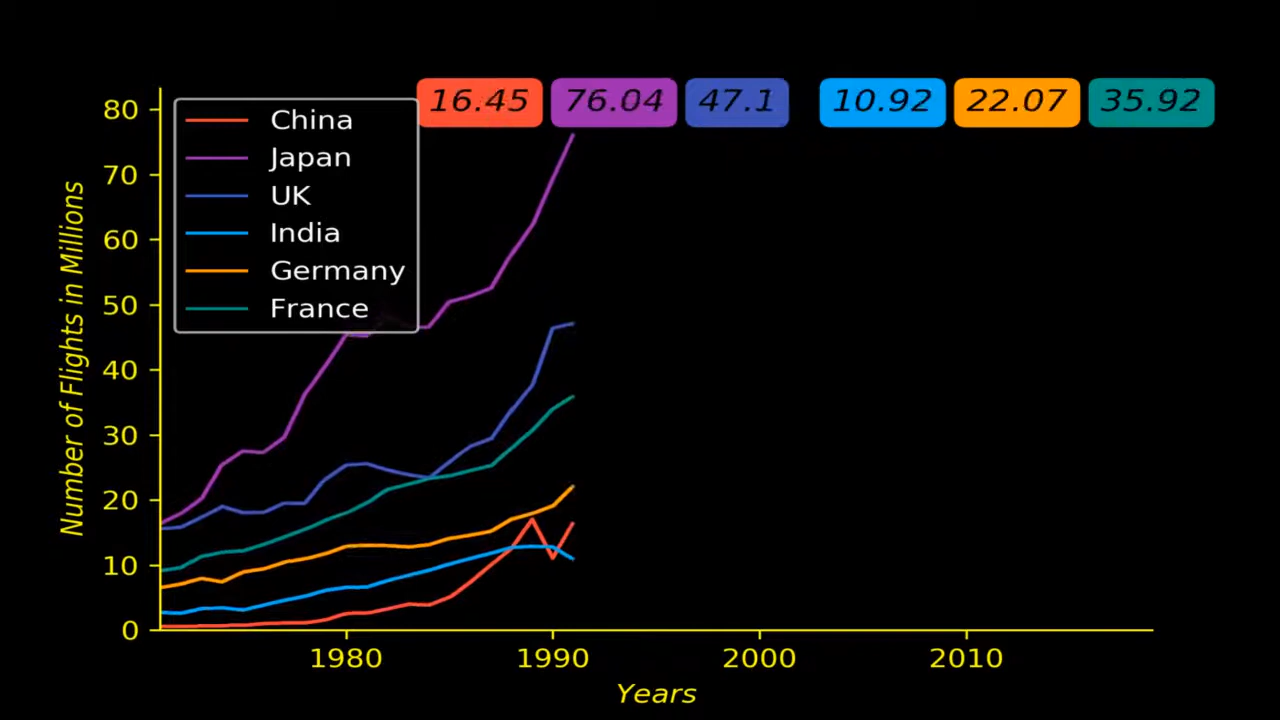 16.45 76.04 47.1 10.92 22.07 35.92
China
Japan
UK
India
Germany
France
80
70
60
50
40
30
20
10
0
Number of Flights in Millions
1980 1990 2000 2010
Years